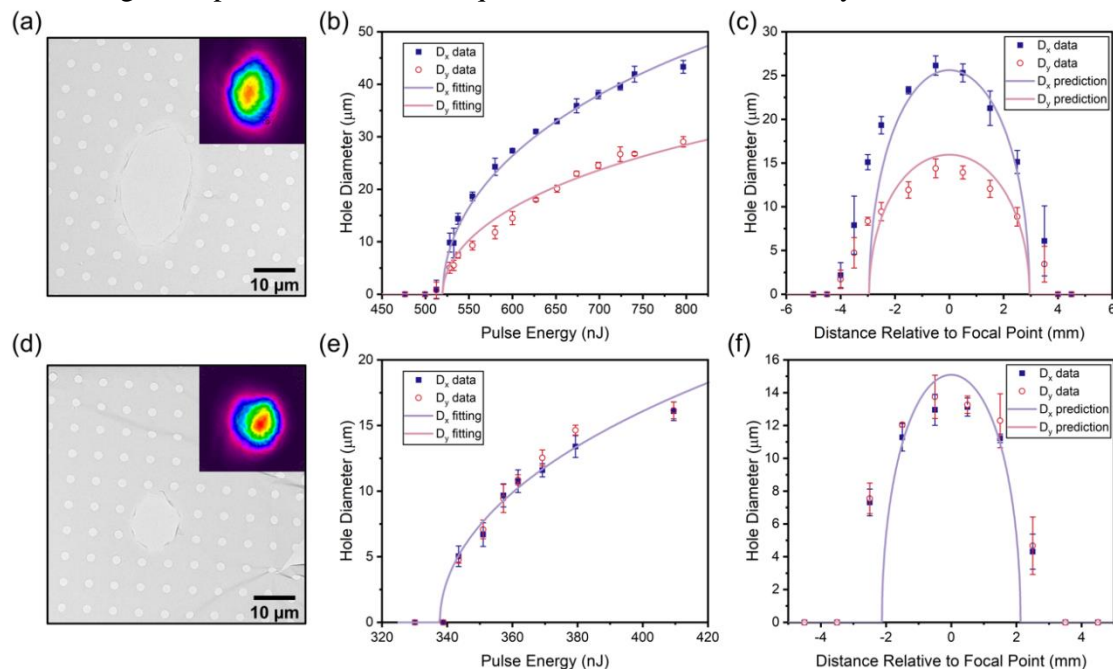 (a)
10 µm
(b)
Hole Diameter (µm)
50
40
30
20
10
0
Dx data
Dy data
Dx fitting
Dy fitting
450 500 550 600 650 700 750 800
Pulse Energy (nJ)
(c)
Hole Diameter (µm)
30
25
20
15
10
5
0
Dx data
Dy data
Dx prediction
Dy prediction
-6 -4 -2 0 2 4 6
Distance Relative to Focal Point (mm)
(d)
10 µm
(e)
Hole Diameter (µm)
20
15
10
5
0
Dx data
Dy data
Dx fitting
Dy fitting
320 340 360 380 400 420
Pulse Energy (nJ)
(f)
Hole Diameter (µm)
16
14
12
10
8
6
4
2
0
Dx data
Dy data
Dx prediction
Dy prediction
-4 -2 0 2 4
Distance Relative to Focal Point (mm)